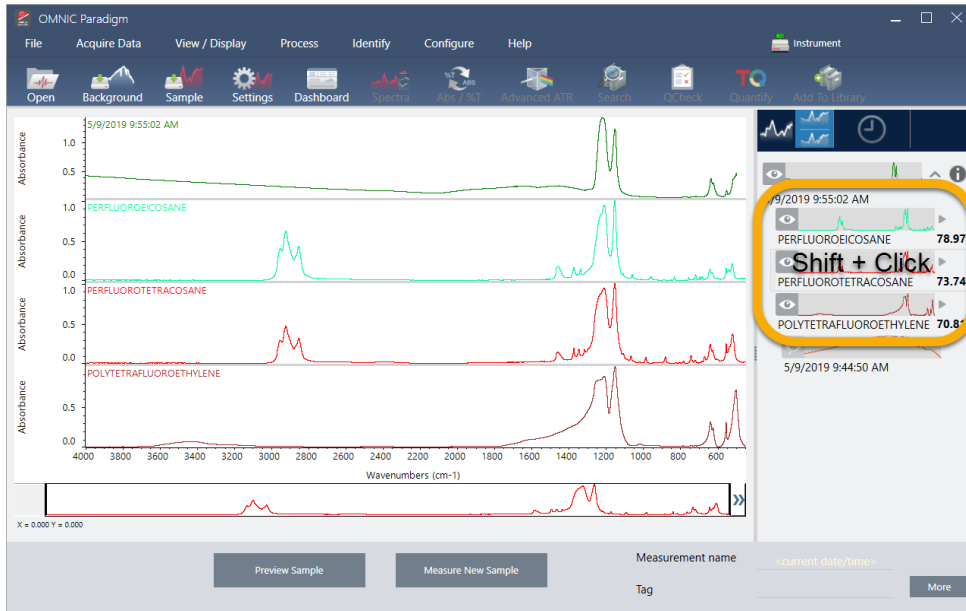 OMNIC Paradigm
File Acquire Data View / Display Process Identify Configure Help Instrument
Open Background Sample Settings Dashboard Spectra Abs / %T Advanced ATR Search QCheck Quantify Add To Library
%T ABS
TQ
5/9/2019 9:55:02 AM
Absorbance
1.0
0.5
PERFLUOROEICOSANE
Absorbance
1.0
0.5
0.0
PERFLUOROTETRACOSANE
Absorbance
1.0
0.5
0.0
POLYTETRAFLUOROETHYLENE
Absorbance
0.5
0.0
4000 3800 3600 3400 3200 3000 2800 2600 2400 2200 2000 1800 1600 1400 1200 1000 800 600
Wavenumbers (cm-1)
X = 0.000 Y = 0.000
/9/2019 9:55:02 AM
PERFLUOROEICOSANE 78.97
Shift + Click
PERFLUOROTETRACOSANE 73.74
POLYTETRAFLUOROETHYLENE 70.81
5/9/2019 9:44:50 AM
Preview Sample
Measure New Sample
Measurement name <current date/time>
Tag
More